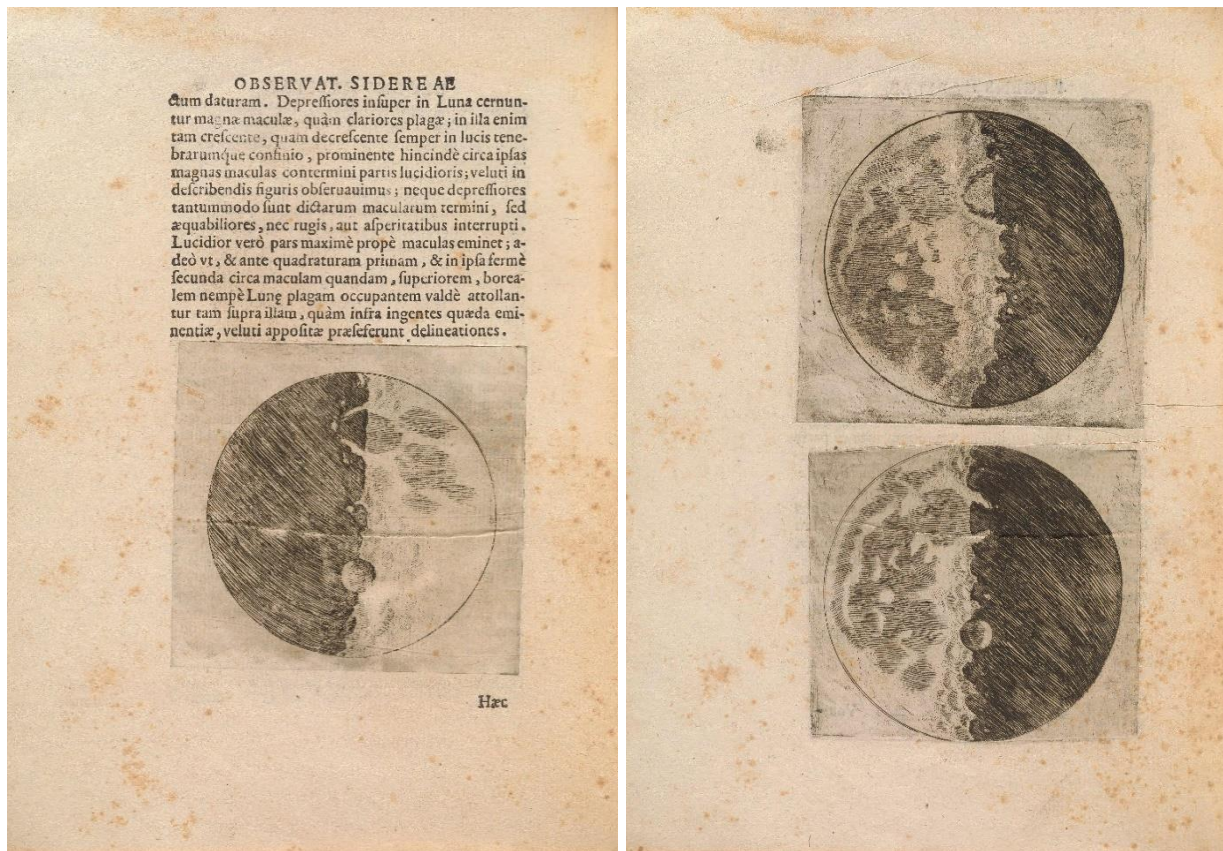 OBSERVAT. SIDEREAE
ctum daturam. Depreſſiores inſuper in Luna cernun-
tur magnæ maculæ, quàm clariores plagæ; in illa enim
tam creſcente, quam decreſcente ſemper in lucis tene-
brarumque confinio, prominente hincindè circa ipſas
magnas maculas contermini partis lucidioris; veluti in
deſcribendis figuris obſeruauimus; neque depreſſiores
tantummodo ſunt dictarum macularum termini, ſed
æquabiliores, nec rugis, aut aſperitatibus interrupti.
Lucidior verò pars maximè propè maculas eminet; a-
deò vt, & ante quadraturam primam, & in ipſa fermè
ſecunda circa maculam quandam, ſuperiorem, borea-
lem nempè Lunę plagam occupantem valdè attollan-
tur tam ſupra illam, quàm infra ingentes quæda emi-
nentiæ, veluti appoſitæ præſeferunt delineationes.
Hæc